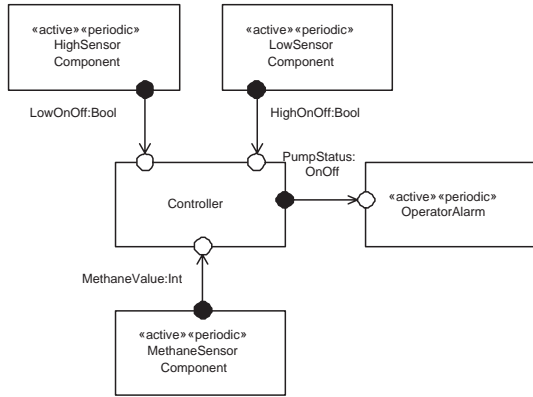 «active» «periodic»
HighSensor
Component
«active» «periodic»
LowSensor
Component
LowOnOff:Bool
HighOnOff:Bool
PumpStatus:
OnOff
Controller
«active» «periodic»
OperatorAlarm
MethaneValue:Int
«active» «periodic»
MethaneSensor
Component